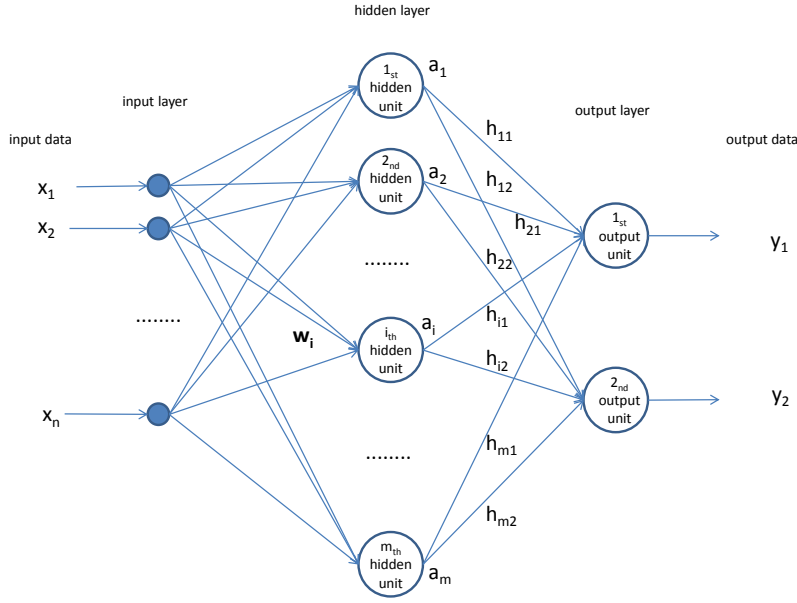 hidden layer
input layer
output layer
input data
output data
1st
hidden
unit
a1
h11
x1
2nd
hidden
unit
a2
h12
x2
h21
1st
output
unit
y1
........
h22
........
wi
ith
hidden
unit
ai
hi1
hi2
xn
2nd
output
unit
y2
........
hm1
hm2
mth
hidden
unit
am